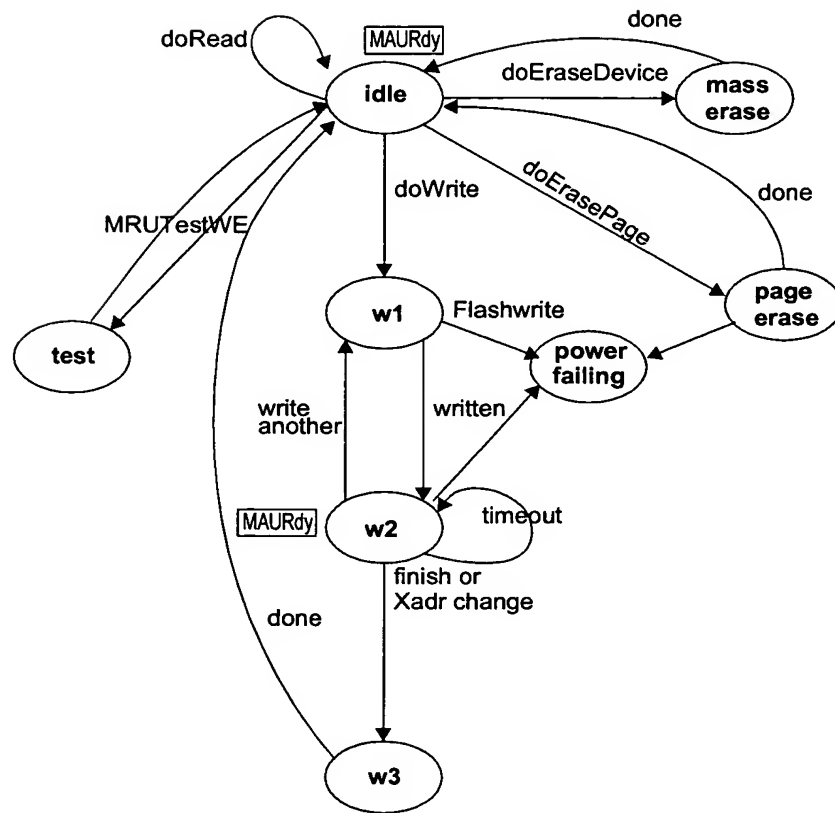 doRead
MAURdy
done
idle
doEraseDevice
mass
erase
doWrite
doErasePage
done
MRUTestWE
w1
Flashwrite
page
erase
test
power
failing
write
another
written
MAURdy
w2
timeout
finish or
Xadr change
done
w3